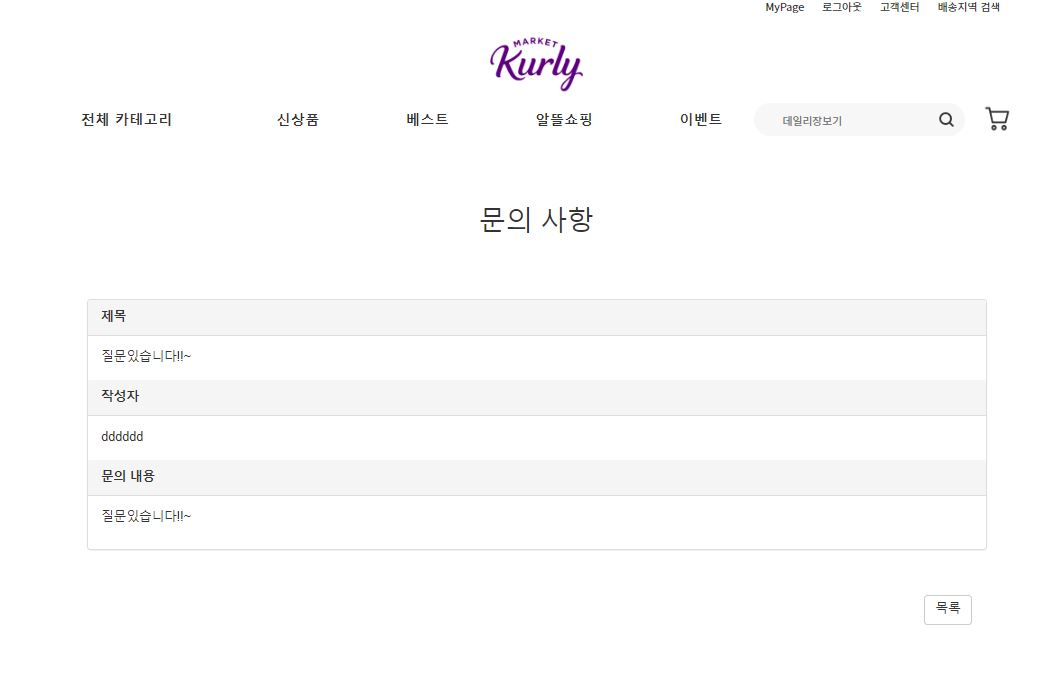 MyPage 로그아웃 고객센터 배송지역 검색
MARKET
Kurly
전체 카테고리 신상품 베스트 알뜰쇼핑 이벤트 데일리장보기
문의 사항
제목
질문있습니다!!~
작성자
dddddd
문의 내용
질문있습니다!!~
목록